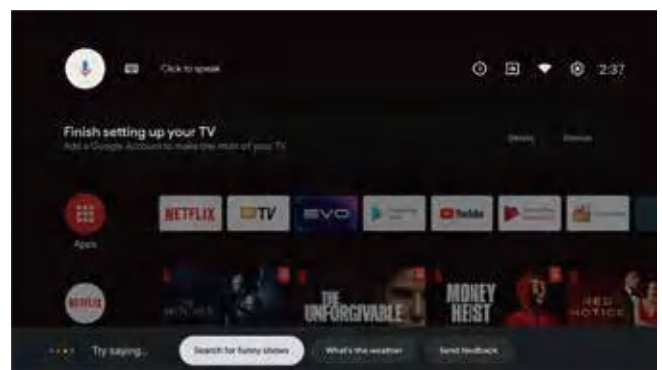 Click to speak
2:37
Finish setting up your TV
Add a Google Account to make the most of your TV
Dismiss
NETFLIX TV EVO YouTube
Apps
NETFLIX THE UNFORGIVABLE MONEY HEIST RED NOTICE
Try saying... Search for funny shows What's the weather Send feedback